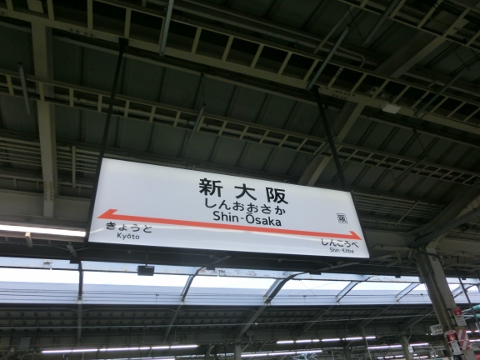 新大阪
しんおおさか
Shin-Ōsaka
きょうと
Kyōto
しんこうべ
Shin-Kōbe